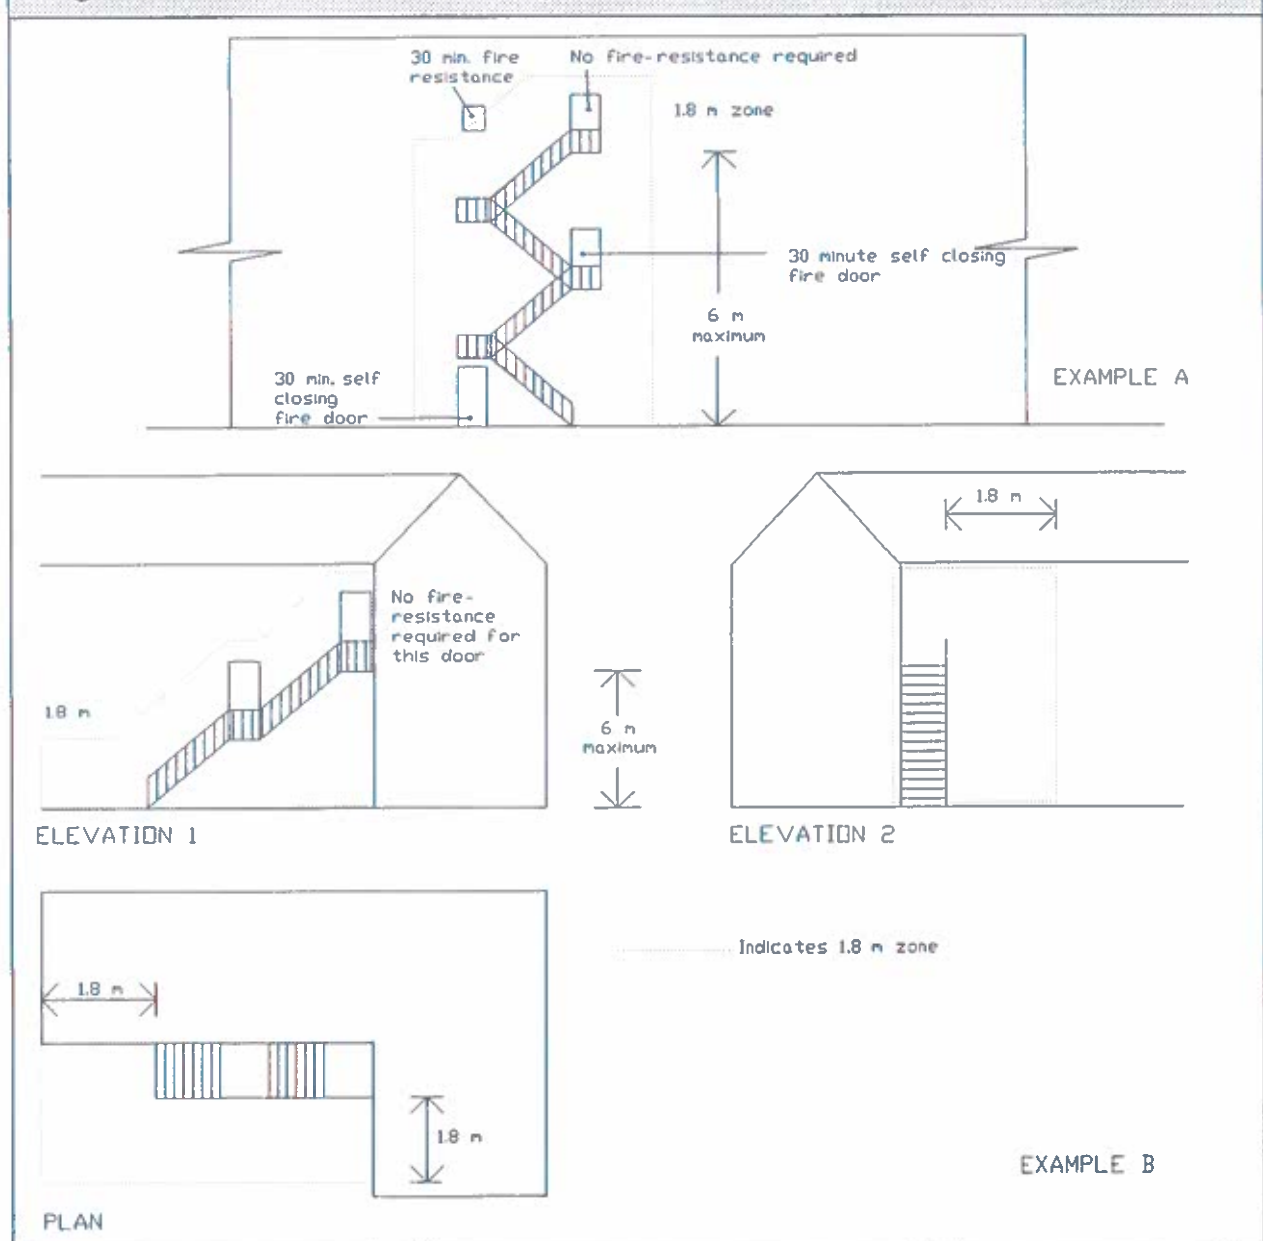 30 min. fire
resistance
No fire-resistance required
1.8 m zone
30 minute self closing
fire door
6 m
maximum
30 min. self
closing
fire door
EXAMPLE A
No fire-
resistance
required for
this door
1.8 m
6 m
maximum
1.8 m
ELEVATION 1
ELEVATION 2
1.8 m
Indicates 1.8 m zone
1.8 m
EXAMPLE B
PLAN